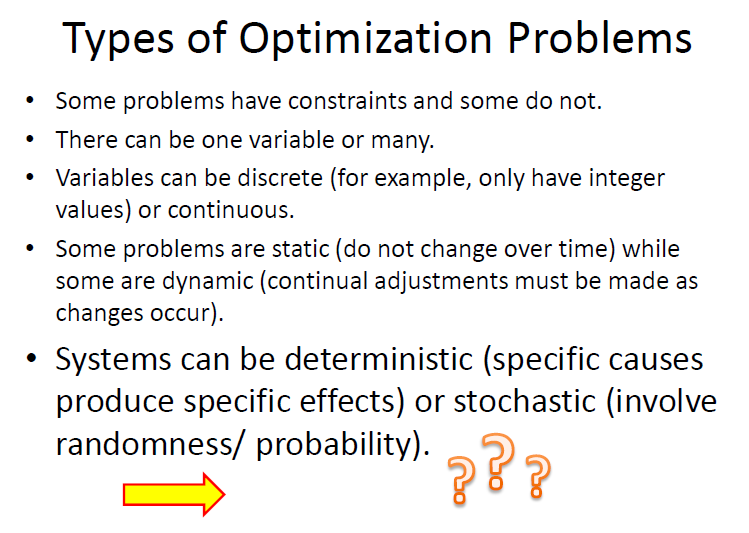 Types of Optimization Problems
• Some problems have constraints and some do not.
• There can be one variable or many.
• Variables can be discrete (for example, only have integer
values) or continuous.
• Some problems are static (do not change over time) while
some are dynamic (continual adjustments must be made as
changes occur).
• Systems can be deterministic (specific causes
produce specific effects) or stochastic (involve
randomness/ probability).
? ? ?